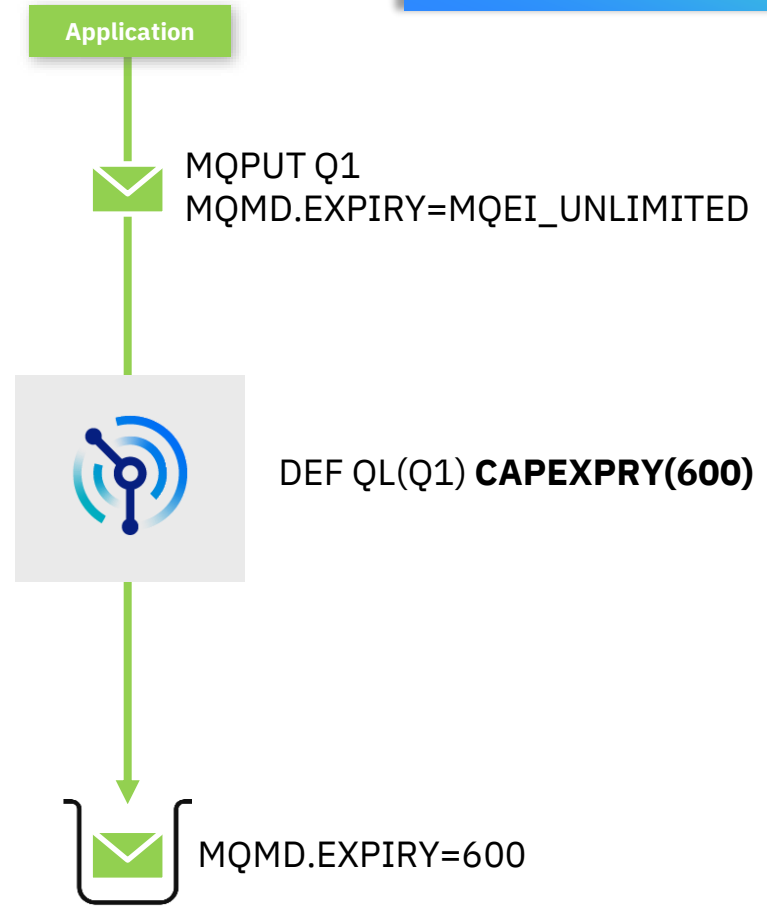 Application
MQPUT Q1
MQMD.EXPIRY=MQEI_UNLIMITED
DEF QL(Q1) CAPEXPRY(600)
MQMD.EXPIRY=600